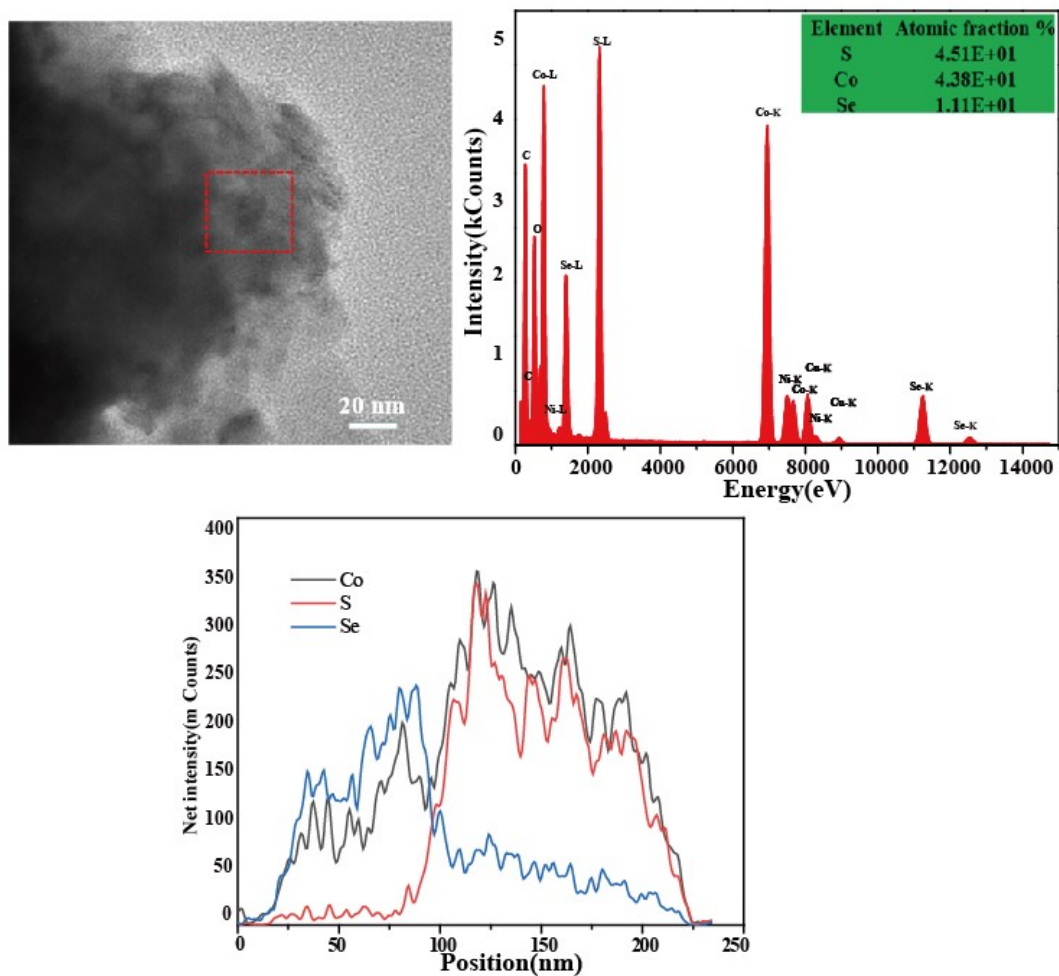 20 nm
Element Atomic fraction %
S 4.51E+01
Co 4.38E+01
Se 1.11E+01
Intensity(kCounts)
5
4
3
2
1
0
S-L
Co-L
Co-K
C
O
Se-L
C
Ni-L
Cu-K
Ni-K
Co-K
Ni-K
Cu-K
Se-K
Se-K
0 2000 4000 6000 8000 10000 12000 14000
Energy(eV)
Net intensity(m Counts)
400
350
300
250
200
150
100
50
0
Co
S
Se
0 50 100 150 200 250
Position(nm)